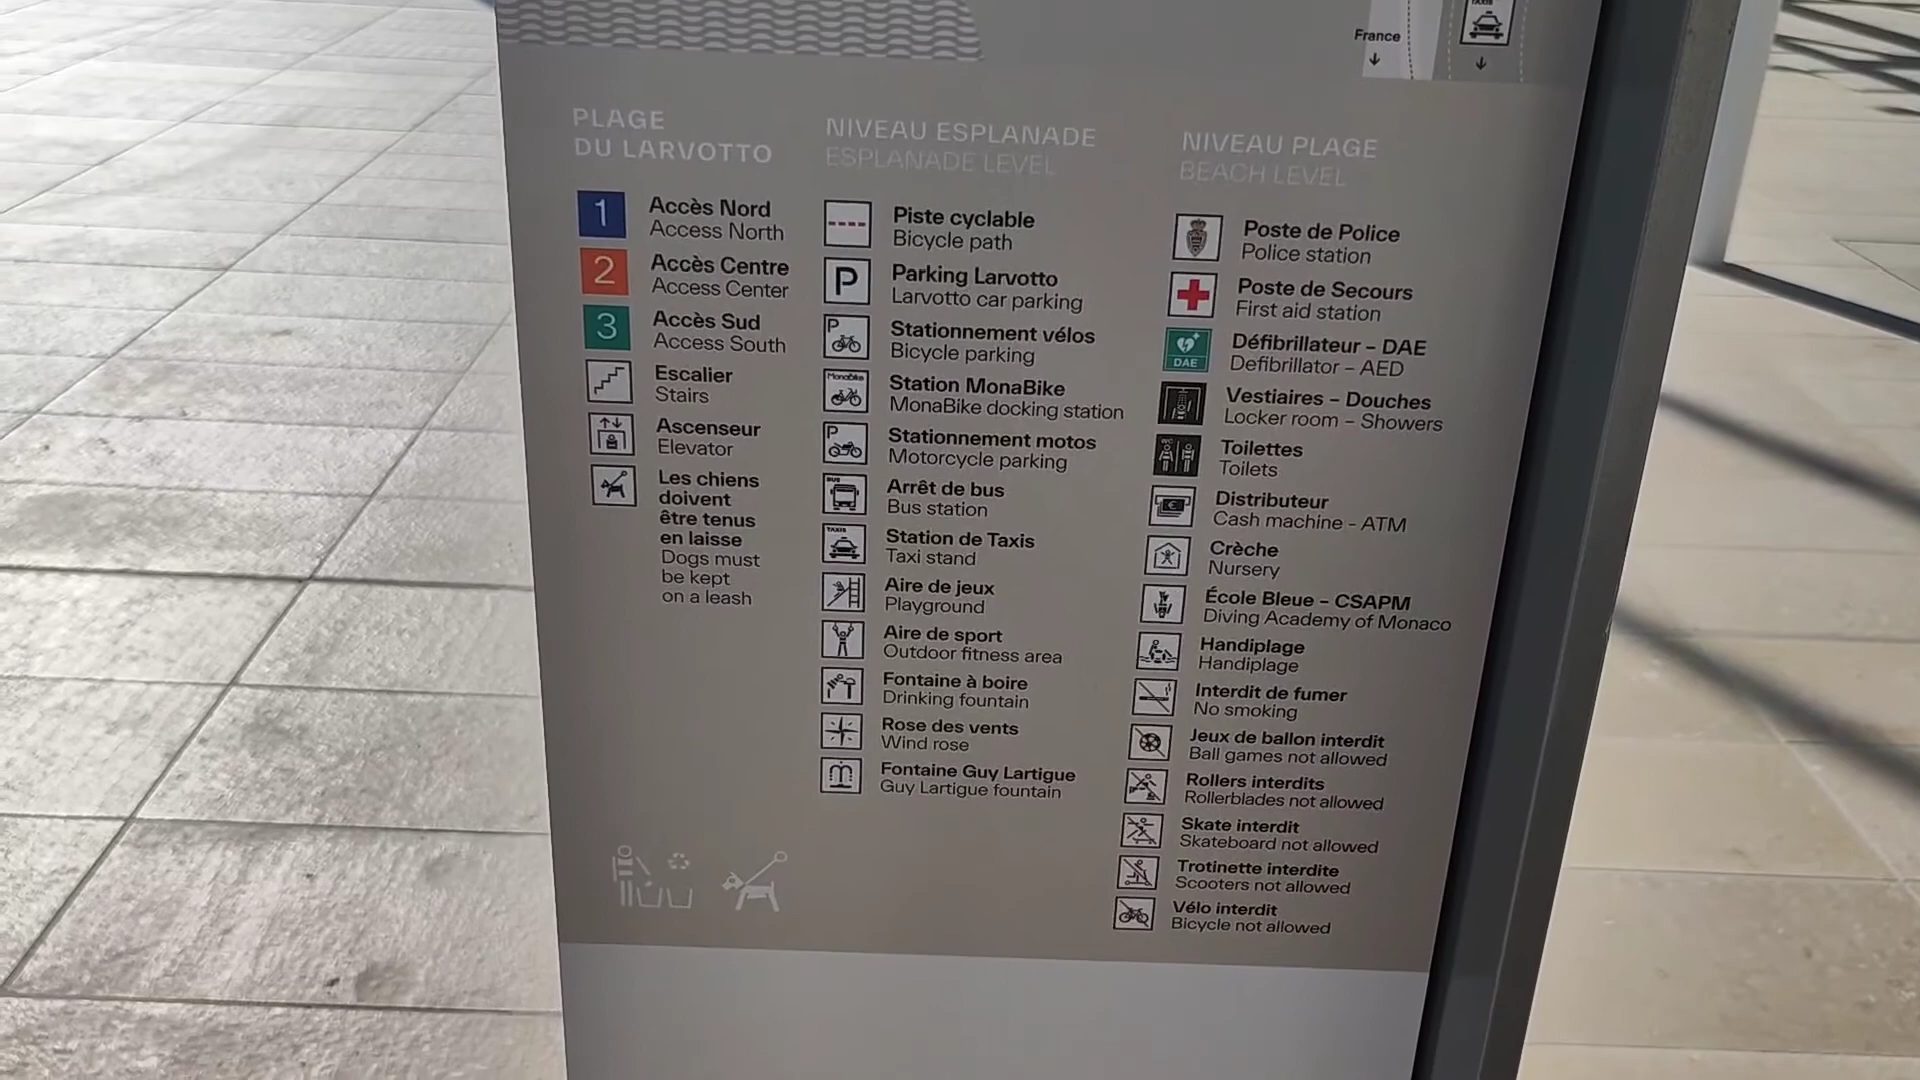 France
TAXIS
PLAGE
DU LARVOTTO
1
Accès Nord
Access North
2
Accès Centre
Access Center
3
Accès Sud
Access South
Escalier
Stairs
Ascenseur
Elevator
Les chiens
doivent
être tenus
en laisse
Dogs must
be kept
on a leash
NIVEAU ESPLANADE
ESPLANADE LEVEL
Piste cyclable
Bicycle path
P
Parking Larvotto
Larvotto car parking
P
Stationnement vélos
Bicycle parking
MonaBike
Station MonaBike
MonaBike docking station
P
Stationnement motos
Motorcycle parking
BUS
Arrêt de bus
Bus station
TAXIS
Station de Taxis
Taxi stand
Aire de jeux
Playground
Aire de sport
Outdoor fitness area
Fontaine à boire
Drinking fountain
Rose des vents
Wind rose
Fontaine Guy Lartigue
Guy Lartigue fountain
NIVEAU PLAGE
BEACH LEVEL
Poste de Police
Police station
Poste de Secours
First aid station
DAE
Défibrillateur – DAE
Defibrillator – AED
Vestiaires – Douches
Locker room – Showers
WC
Toilettes
Toilets
Distributeur
Cash machine - ATM
Crèche
Nursery
École Bleue – CSAPM
Diving Academy of Monaco
Handiplage
Handiplage
Interdit de fumer
No smoking
Jeux de ballon interdit
Ball games not allowed
Rollers interdits
Rollerblades not allowed
Skate interdit
Skateboard not allowed
Trotinette interdite
Scooters not allowed
Vélo interdit
Bicycle not allowed